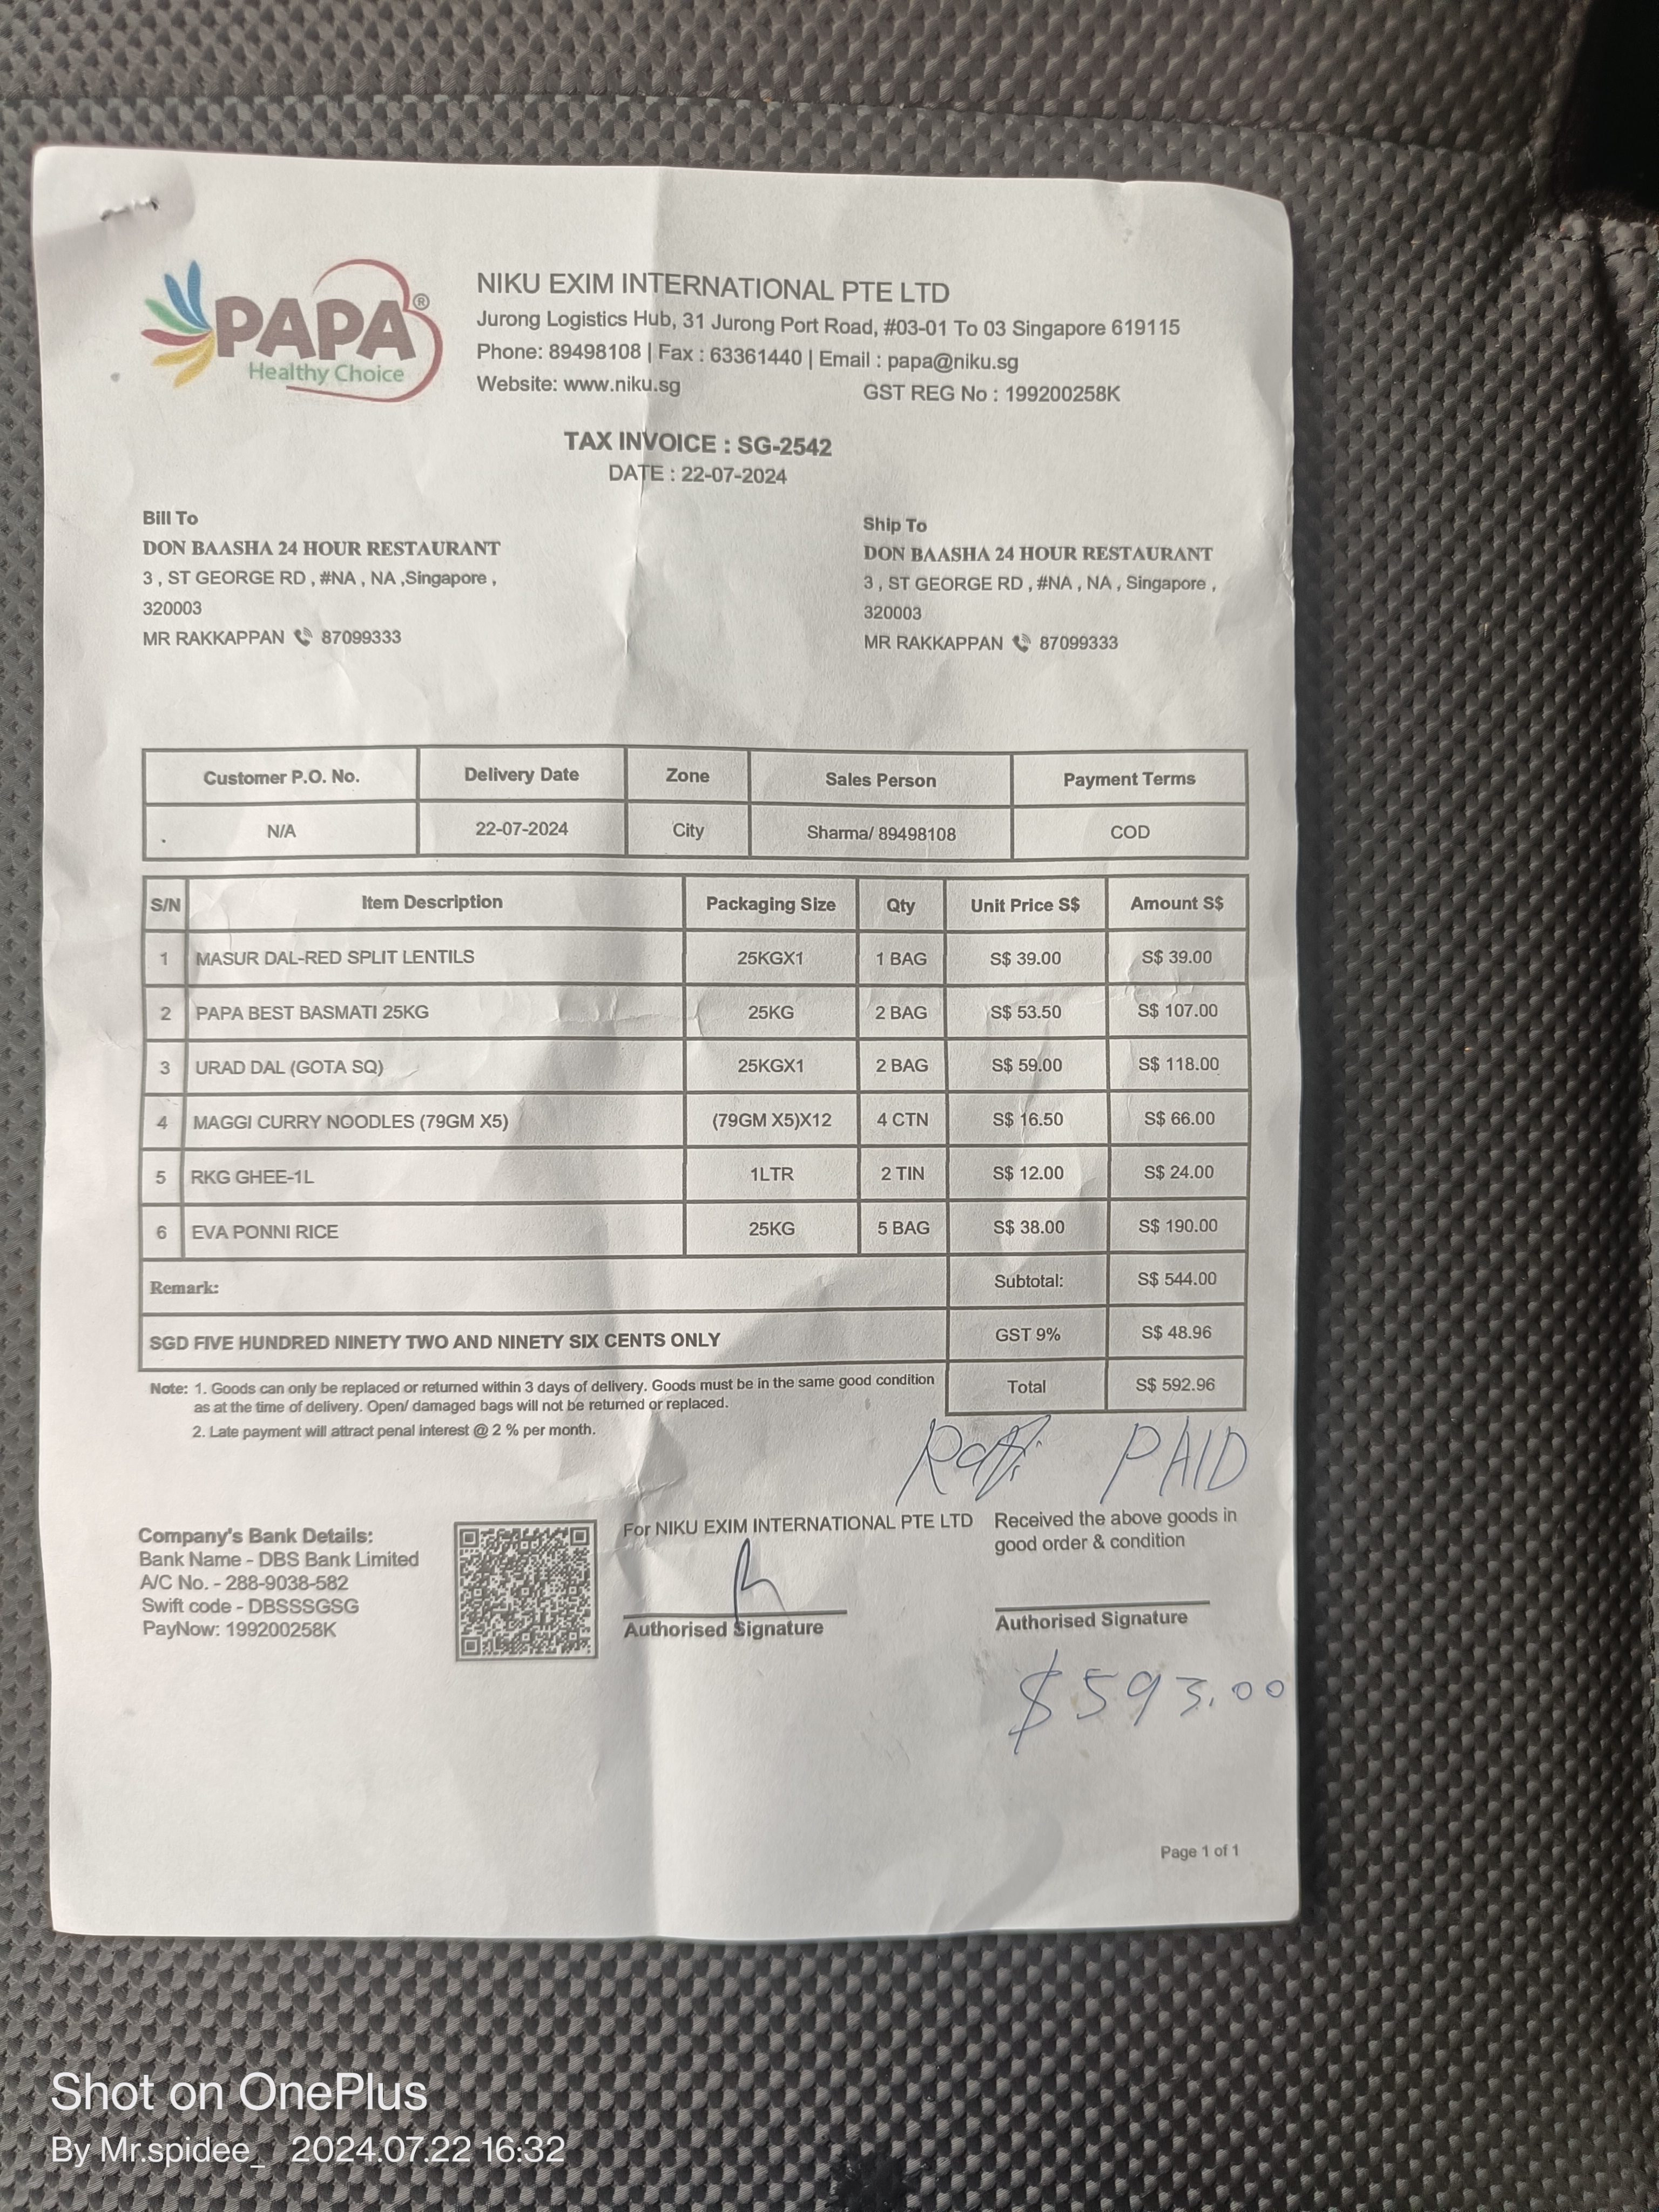 PAPA®
Healthy Choice
NIKU EXIM INTERNATIONAL PTE LTD
Jurong Logistics Hub, 31 Jurong Port Road, #03-01 To 03 Singapore 619115
Phone: 89498108 | Fax : 63361440 | Email : papa@niku.sg
Website: www.niku.sg GST REG No : 199200258K
TAX INVOICE : SG-2542
DATE : 22-07-2024
Bill To
DON BAASHA 24 HOUR RESTAURANT
3 , ST GEORGE RD , #NA , NA ,Singapore ,
320003
MR RAKKAPPAN 87099333
Ship To
DON BAASHA 24 HOUR RESTAURANT
3 , ST GEORGE RD , #NA , NA , Singapore ,
320003
MR RAKKAPPAN 87099333
Customer P.O. No. Delivery Date Zone Sales Person Payment Terms
N/A 22-07-2024 City Sharma/ 89498108 COD
S/N Item Description Packaging Size Qty Unit Price S$ Amount S$
1 MASUR DAL-RED SPLIT LENTILS 25KGX1 1 BAG S$ 39.00 S$ 39.00
2 PAPA BEST BASMATI 25KG 25KG 2 BAG S$ 53.50 S$ 107.00
3 URAD DAL (GOTA SQ) 25KGX1 2 BAG S$ 59.00 S$ 118.00
4 MAGGI CURRY NOODLES (79GM X5) (79GM X5)X12 4 CTN S$ 16.50 S$ 66.00
5 RKG GHEE-1L 1LTR 2 TIN S$ 12.00 S$ 24.00
6 EVA PONNI RICE 25KG 5 BAG S$ 38.00 S$ 190.00
Remark: Subtotal: S$ 544.00
SGD FIVE HUNDRED NINETY TWO AND NINETY SIX CENTS ONLY GST 9% S$ 48.96
Total S$ 592.96
Note: 1. Goods can only be replaced or returned within 3 days of delivery. Goods must be in the same good condition
as at the time of delivery. Open/ damaged bags will not be returned or replaced.
2. Late payment will attract penal interest @ 2 % per month.
PAID
Company's Bank Details:
Bank Name - DBS Bank Limited
A/C No. - 288-9038-582
Swift code - DBSSSGSG
PayNow: 199200258K
For NIKU EXIM INTERNATIONAL PTE LTD
Authorised Signature
Received the above goods in
good order & condition
Authorised Signature
$593.00
Page 1 of 1
Shot on OnePlus
By Mr.spidee_ 2024.07.22 16:32